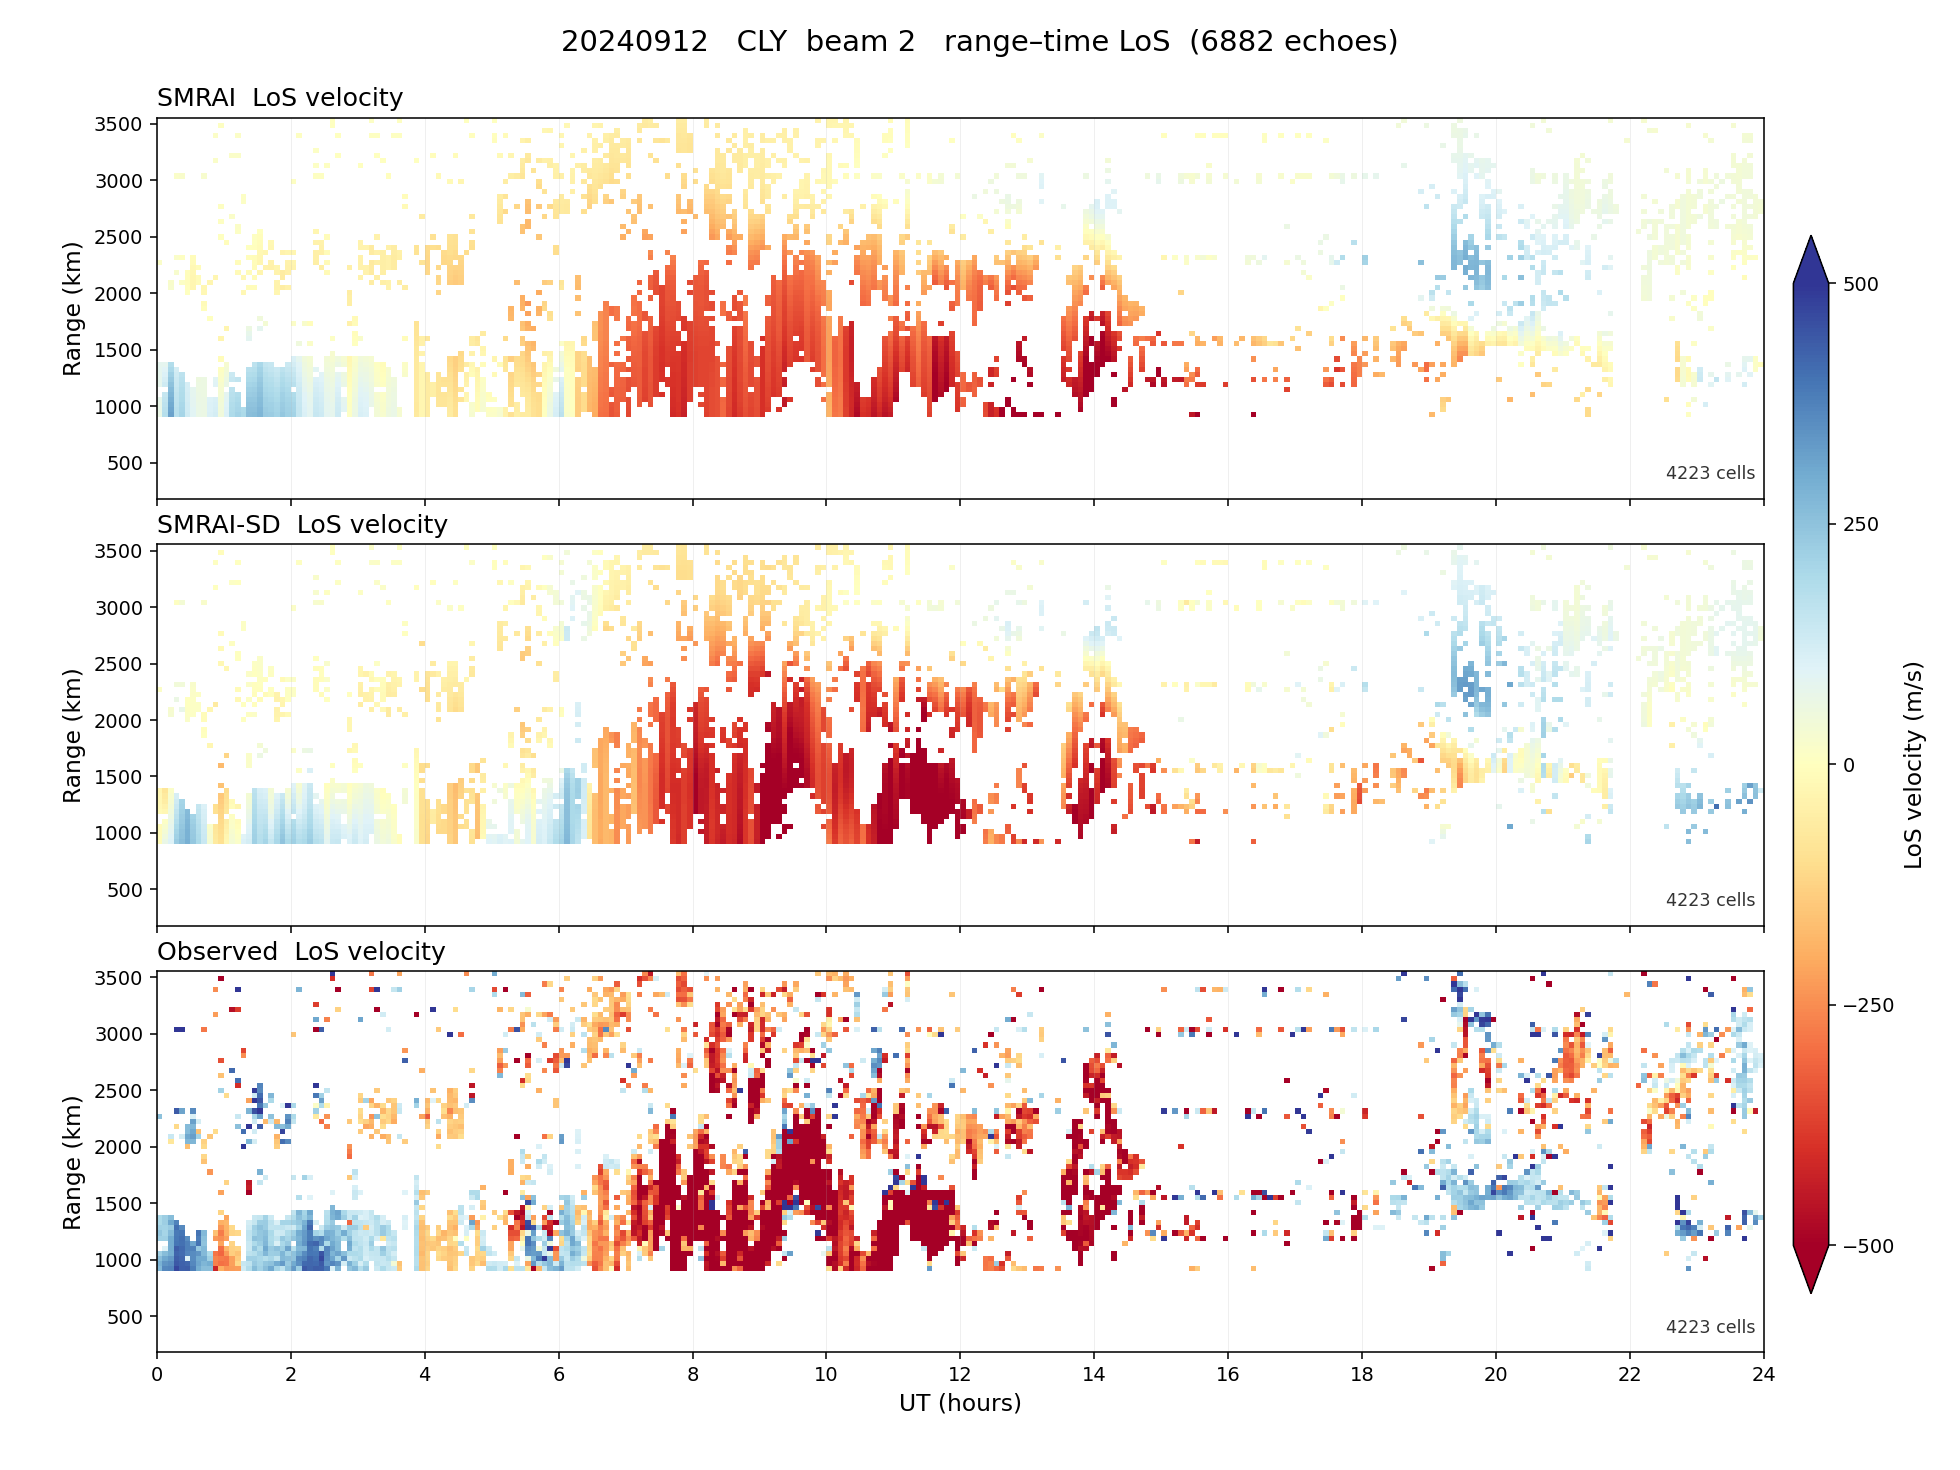 20240912   CLY  beam 2   range–time LoS  (6882 echoes)
SMRAI  LoS velocity
3500
3000
2500
2000
1500
1000
500
Range (km)
4223 cells
SMRAI-SD  LoS velocity
3500
3000
2500
2000
1500
1000
500
Range (km)
4223 cells
Observed  LoS velocity
3500
3000
2500
2000
1500
1000
500
Range (km)
4223 cells
0 2 4 6 8 10 12 14 16 18 20 22 24
UT (hours)
500
250
0
−250
−500
LoS velocity (m/s)